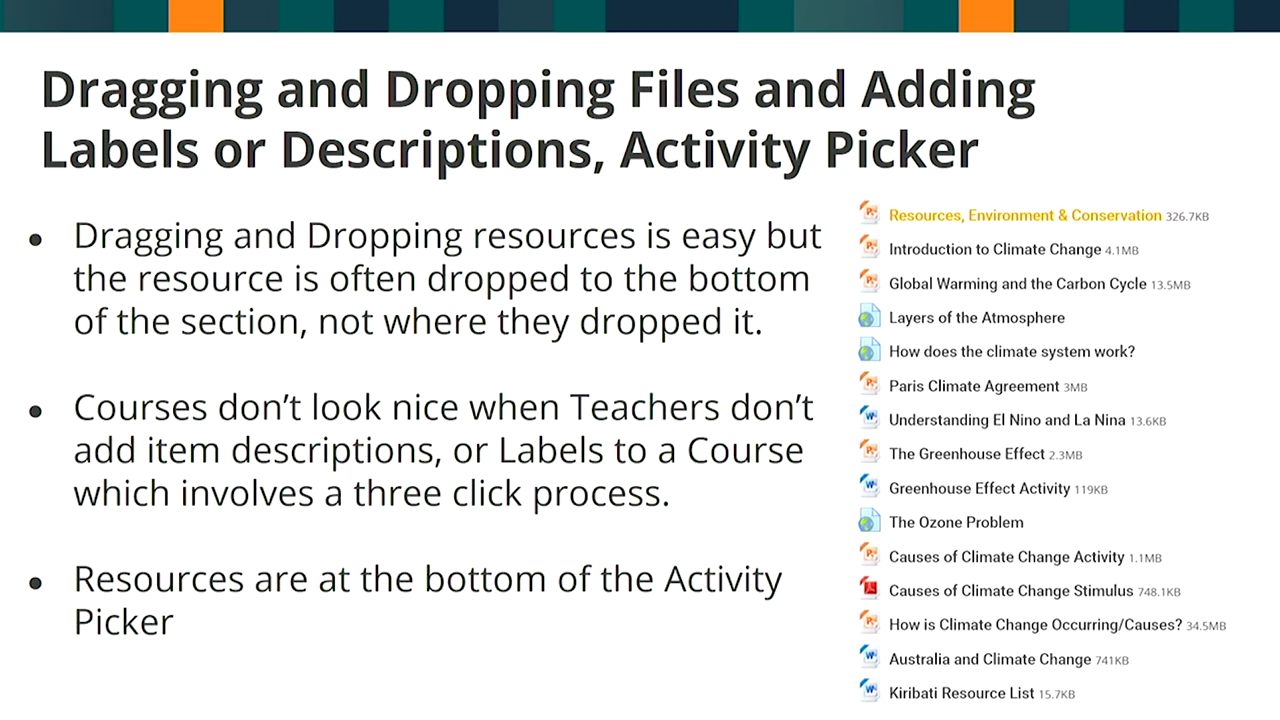 Dragging and Dropping Files and Adding
Labels or Descriptions, Activity Picker
• Dragging and Dropping resources is easy but
the resource is often dropped to the bottom
of the section, not where they dropped it.
• Courses don’t look nice when Teachers don’t
add item descriptions, or Labels to a Course
which involves a three click process.
• Resources are at the bottom of the Activity
Picker
Resources, Environment & Conservation 326.7KB
Introduction to Climate Change 4.1MB
Global Warming and the Carbon Cycle 13.5MB
Layers of the Atmosphere
How does the climate system work?
Paris Climate Agreement 3MB
Understanding El Nino and La Nina 13.6KB
The Greenhouse Effect 2.3MB
Greenhouse Effect Activity 119KB
The Ozone Problem
Causes of Climate Change Activity 1.1MB
Causes of Climate Change Stimulus 748.1KB
How is Climate Change Occurring/Causes? 34.5MB
Australia and Climate Change 741KB
Kiribati Resource List 15.7KB